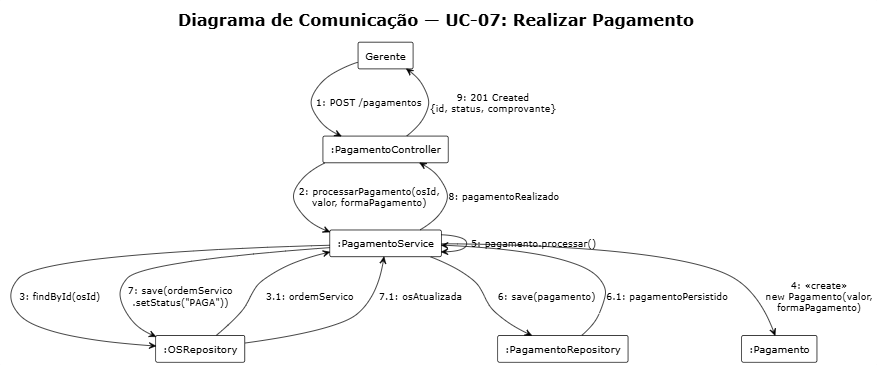 Diagrama de Comunicação — UC-07: Realizar Pagamento
Gerente
1: POST /pagamentos
9: 201 Created
{id, status, comprovante}
:PagamentoController
2: processarPagamento(osId,
valor, formaPagamento)
8: pagamentoRealizado
:PagamentoService
5: pagamento.processar()
3: findById(osId)
7: save(ordemServico
.setStatus("PAGA"))
3.1: ordemServico
7.1: osAtualizada
6: save(pagamento)
6.1: pagamentoPersistido
4: «create»
new Pagamento(valor,
formaPagamento)
:OSRepository
:PagamentoRepository
:Pagamento